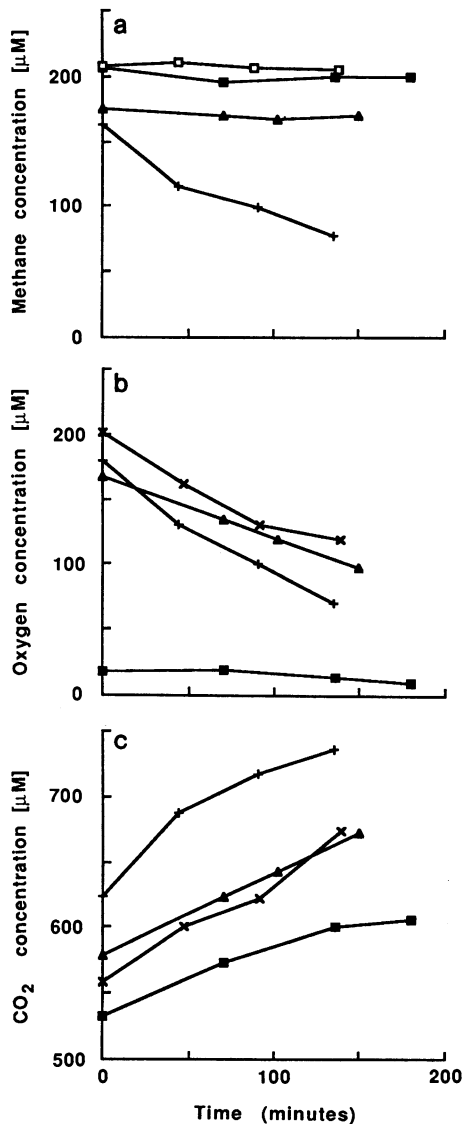 a
Methane concentration [µM]
200
100
0
b
Oxygen concentration [µM]
200
100
0
c
CO2 concentration [µM]
700
600
500
0 100 200
Time (minutes)